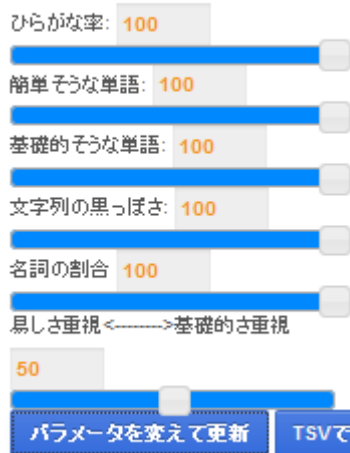 ひらがな率: 100
簡単そうな単語: 100
基礎的そうな単語: 100
文字列の黒っぽさ: 100
名詞の割合 100
易しさ重視<-------->基礎的さ重視
50
パラメータを変えて更新 TSVで